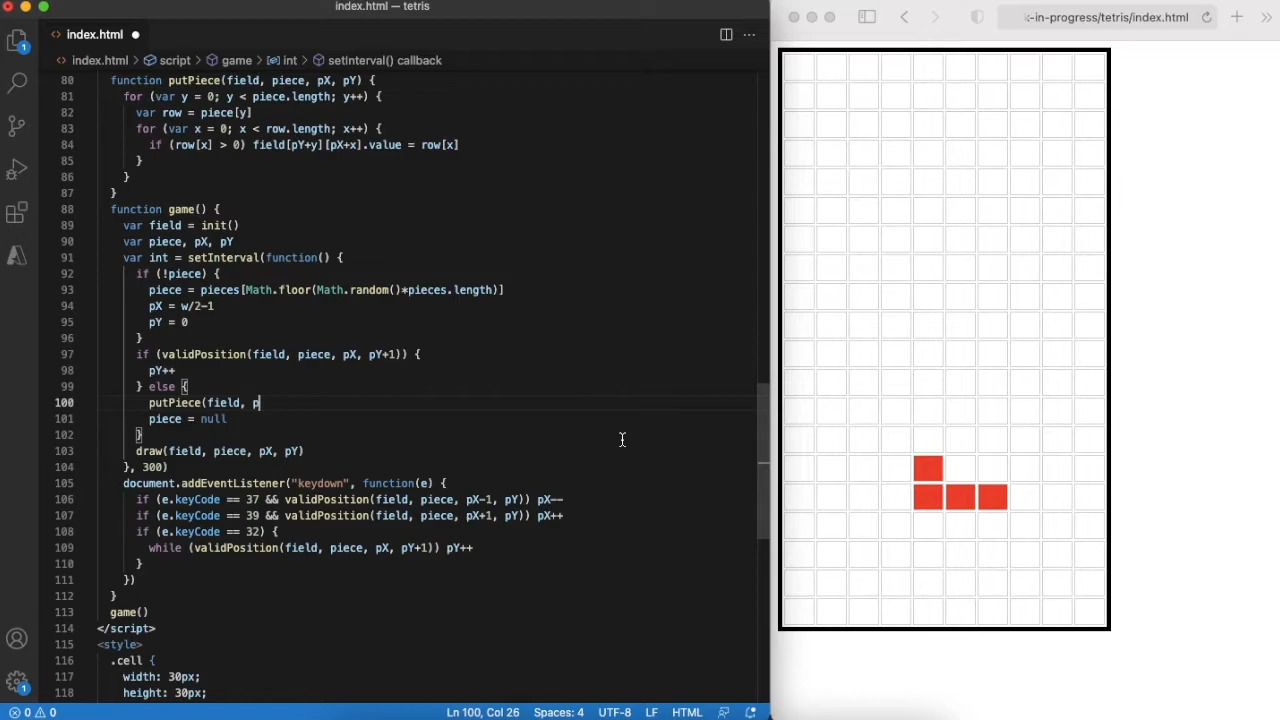 index.html — tetris
k-in-progress/tetris/index.html
<> index.html
<> index.html > script > game > int > setInterval() callback
80 function putPiece(field, piece, pX, pY) {
81 for (var y = 0; y < piece.length; y++) {
82 var row = piece[y]
83 for (var x = 0; x < row.length; x++) {
84 if (row[x] > 0) field[pY+y][pX+x].value = row[x]
85 }
86 }
87 }
88 function game() {
89 var field = init()
90 var piece, pX, pY
91 var int = setInterval(function() {
92 if (!piece) {
93 piece = pieces[Math.floor(Math.random()*pieces.length)]
94 pX = w/2-1
95 pY = 0
96 }
97 if (validPosition(field, piece, pX, pY+1)) {
98 pY++
99 } else {
100 putPiece(field, p
101 piece = null
102 }
103 draw(field, piece, pX, pY)
104 }, 300)
105 document.addEventListener("keydown", function(e) {
106 if (e.keyCode == 37 && validPosition(field, piece, pX-1, pY)) pX--
107 if (e.keyCode == 39 && validPosition(field, piece, pX+1, pY)) pX++
108 if (e.keyCode == 32) {
109 while (validPosition(field, piece, pX, pY+1)) pY++
110 }
111 })
112 }
113 game()
114 </script>
115 <style>
116 .cell {
117 width: 30px;
118 height: 30px;
1
1
0 0 Ln 100, Col 26 Spaces: 4 UTF-8 LF HTML